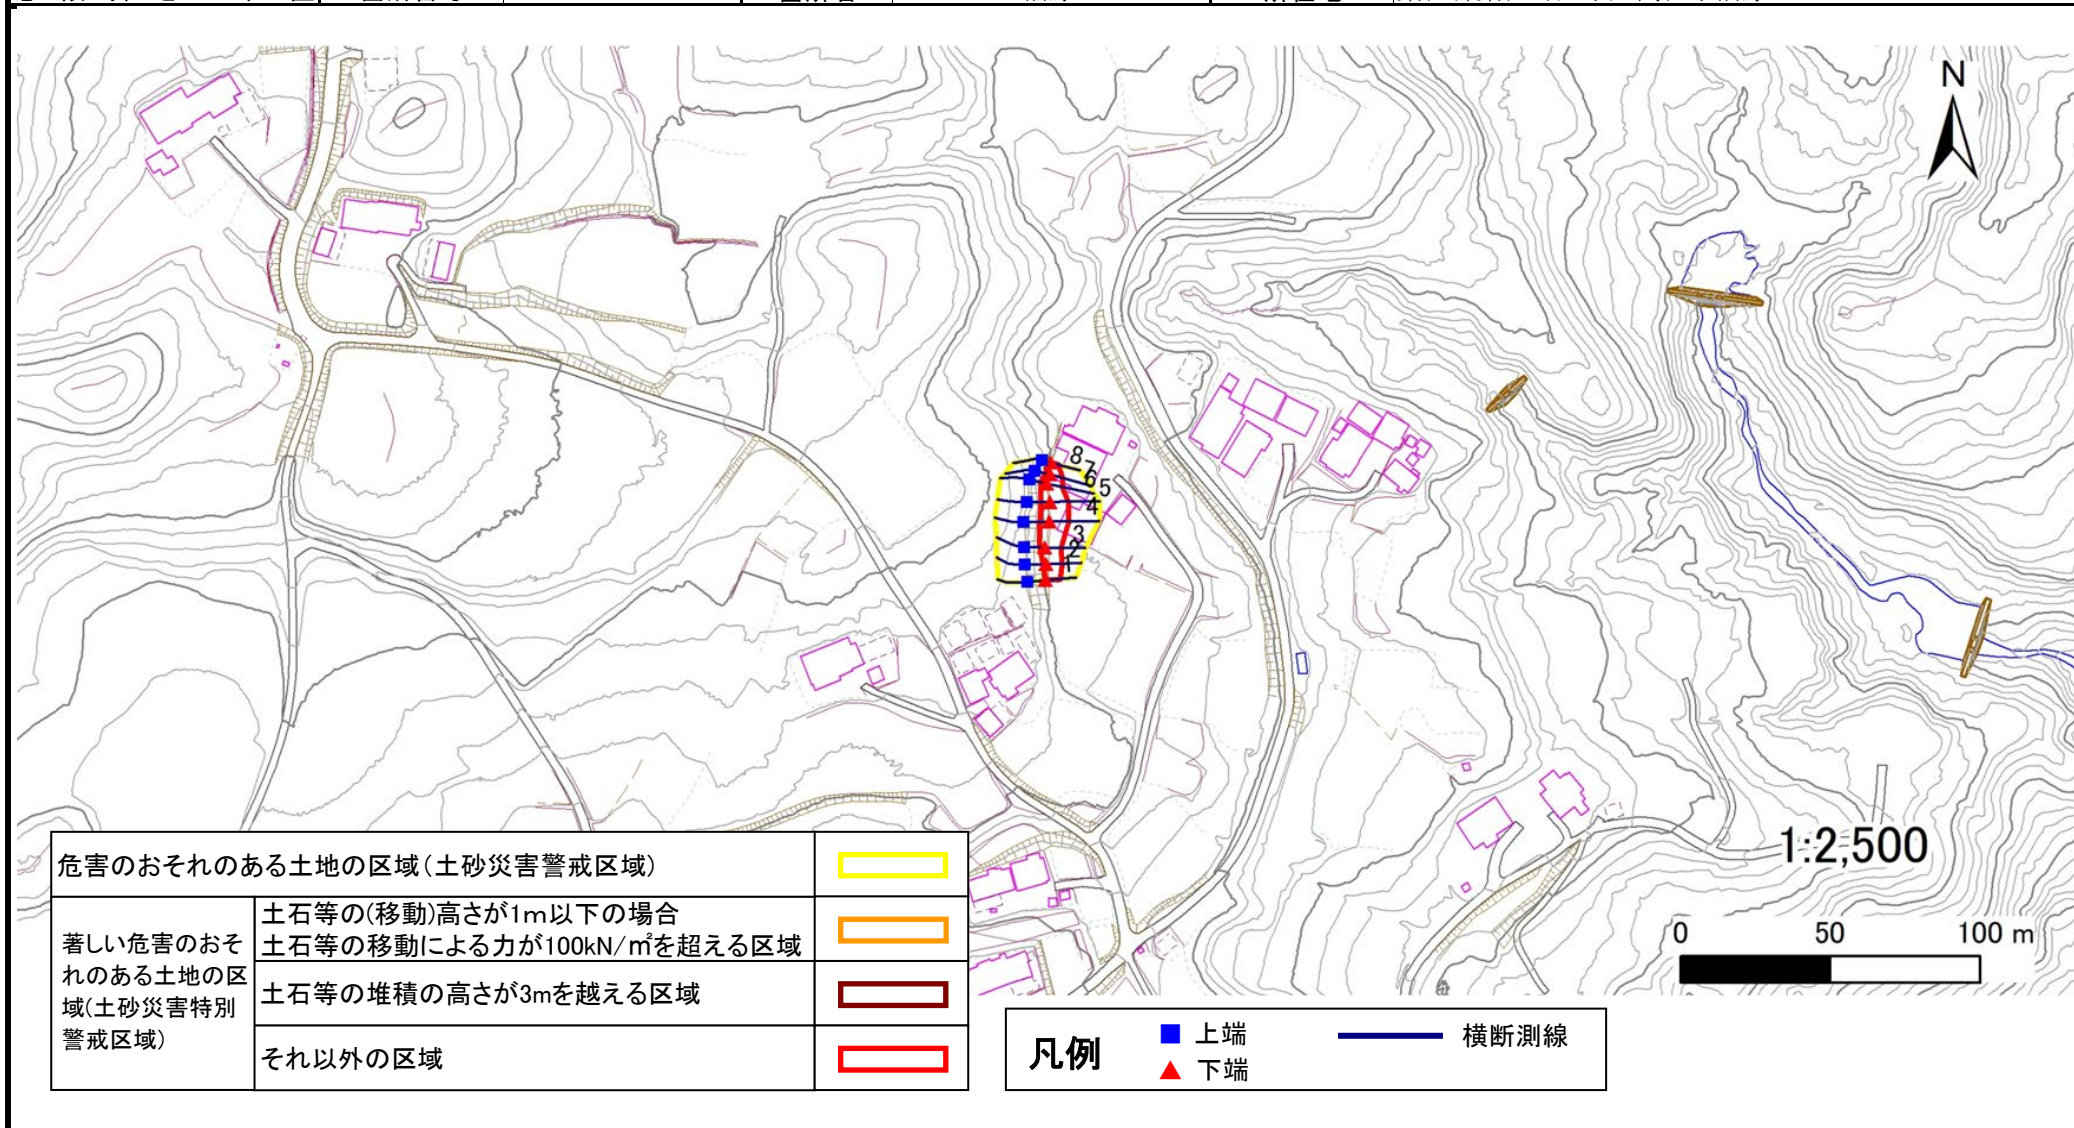 N
8
7
6
5
4
3
2
1
1:2,500
0 50 100 m
危害のおそれのある土地の区域(土砂災害警戒区域)
著しい危害のおそ
れのある土地の区
域(土砂災害特別
警戒区域)
土石等の(移動)高さが1m以下の場合
土石等の移動による力が100kN/㎡を超える区域
土石等の堆積の高さが3mを越える区域
それ以外の区域
凡例
上端
下端
横断測線